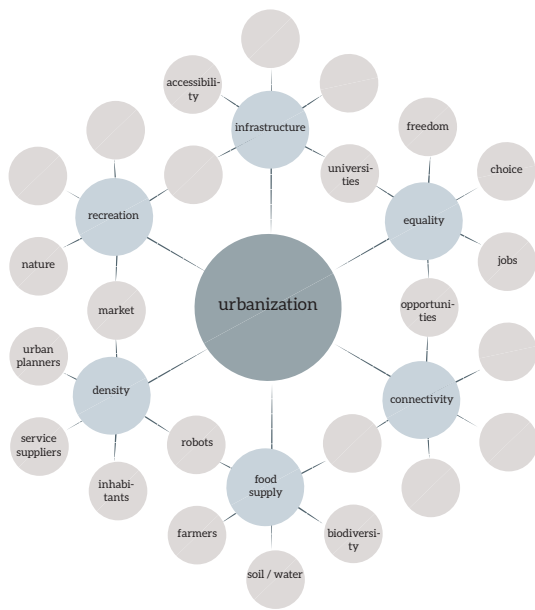 accessibili-
ty
infrastructure
freedom
universi-
ties
choice
recreation
equality
nature
jobs
urbanization
market
opportuni-
ties
urban
planners
density
connectivity
service
suppliers
robots
inhabi-
tants
food
supply
farmers
biodiversi-
ty
soil / water